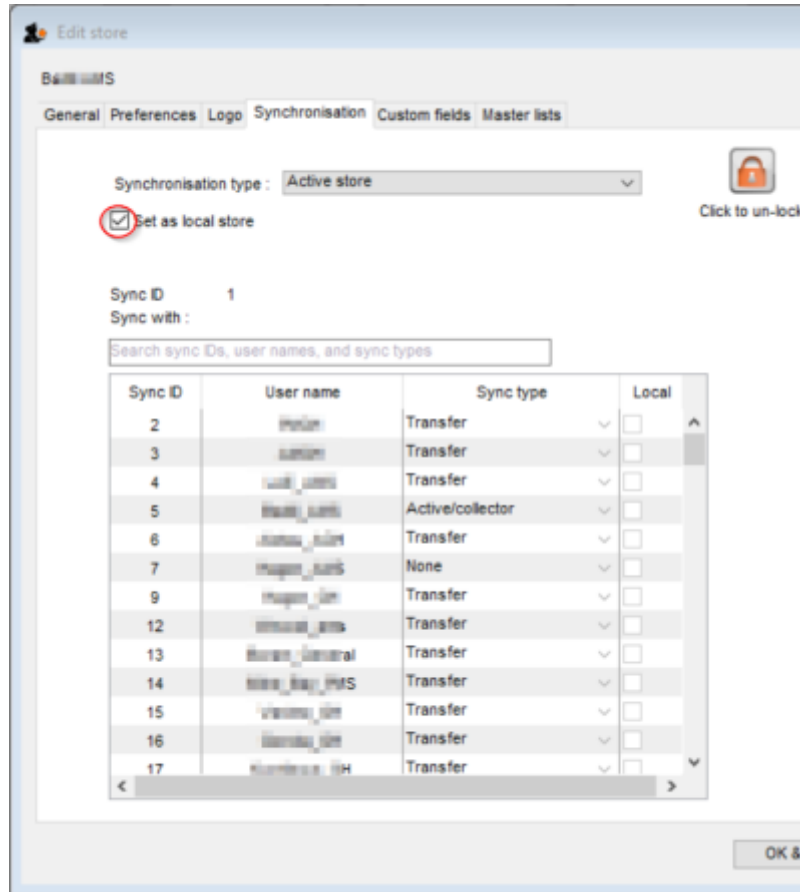 Edit store
General Preferences Logo Synchronisation Custom fields Master lists
Synchronisation type : Active store
Click to un-lock
Set as local store
Sync ID 1
Sync with :
Search sync IDs, user names, and sync types
Sync ID User name Sync type Local
2 Transfer
3 Transfer
4 Transfer
5 Active/collector
6 Transfer
7 None
9 Transfer
12 Transfer
13 Transfer
14 Transfer
15 Transfer
16 Transfer
17 Transfer
OK &